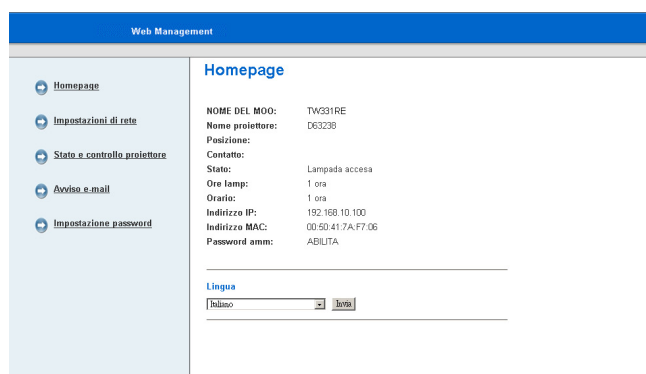 Web Management
Homepage
Impostazioni di rete
Stato e controllo proiettore
Avviso e-mail
Impostazione password
Homepage
NOME DEL MOO: TW331RE
Nome proiettore: D63238
Posizione:
Contatto:
Stato: Lampada accesa
Ore lamp: 1 ora
Orario: 1 ora
Indirizzo IP: 192.168.10.100
Indirizzo MAC: 00:50:41:7A:F7:06
Password amm: ABILITA
Lingua
Italiano Invia